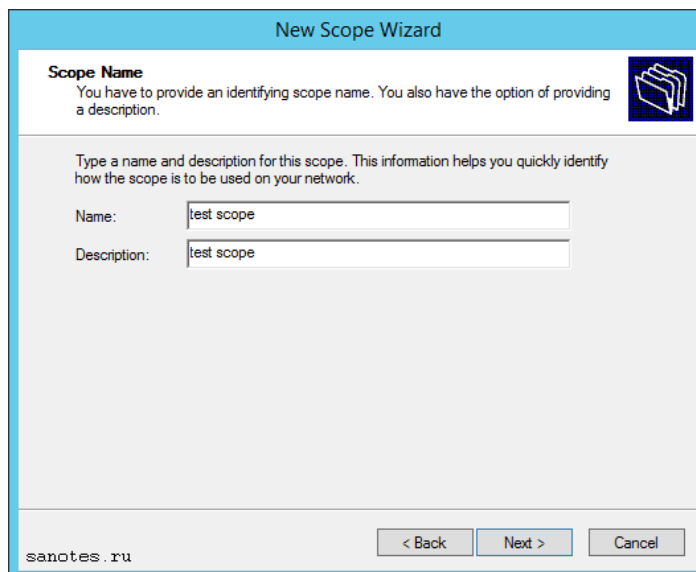 New Scope Wizard
Scope Name
You have to provide an identifying scope name. You also have the option of providing
a description.
Type a name and description for this scope. This information helps you quickly identify
how the scope is to be used on your network.
Name: test scope
Description: test scope
< Back Next > Cancel
sanotes.ru